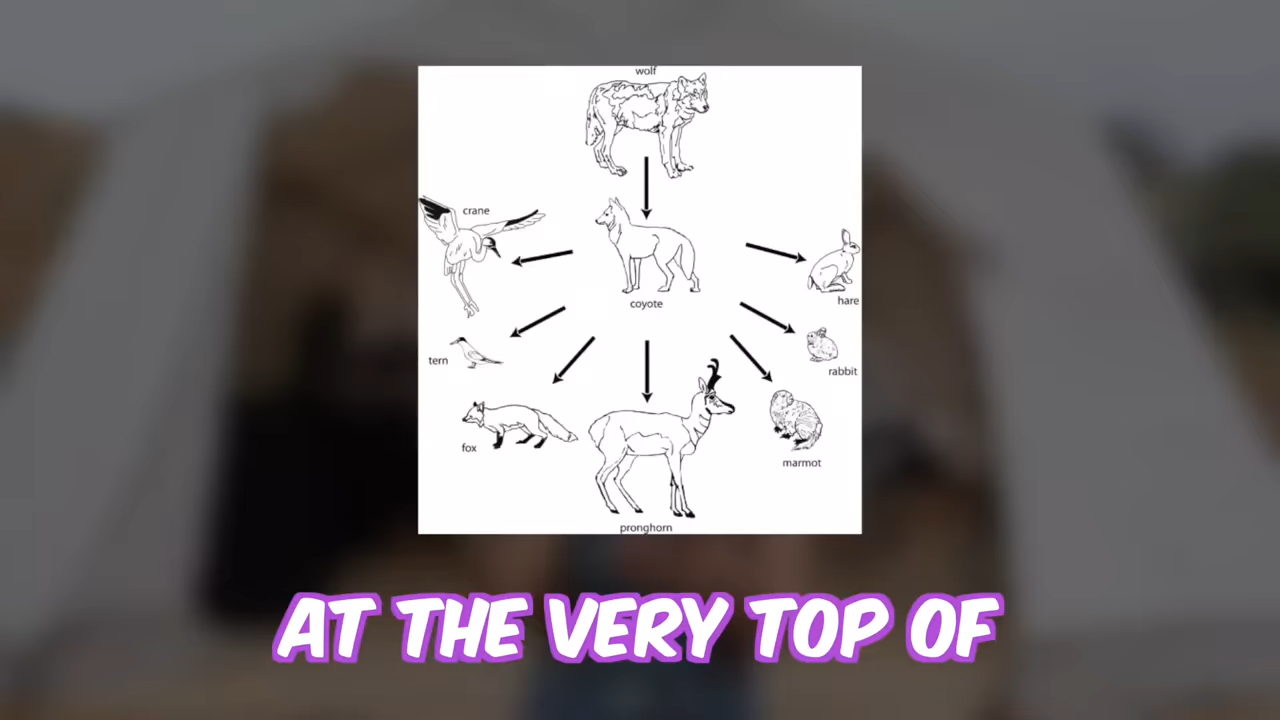 wolf
crane
coyote
hare
tern
rabbit
fox
marmot
pronghorn
AT THE VERY TOP OF